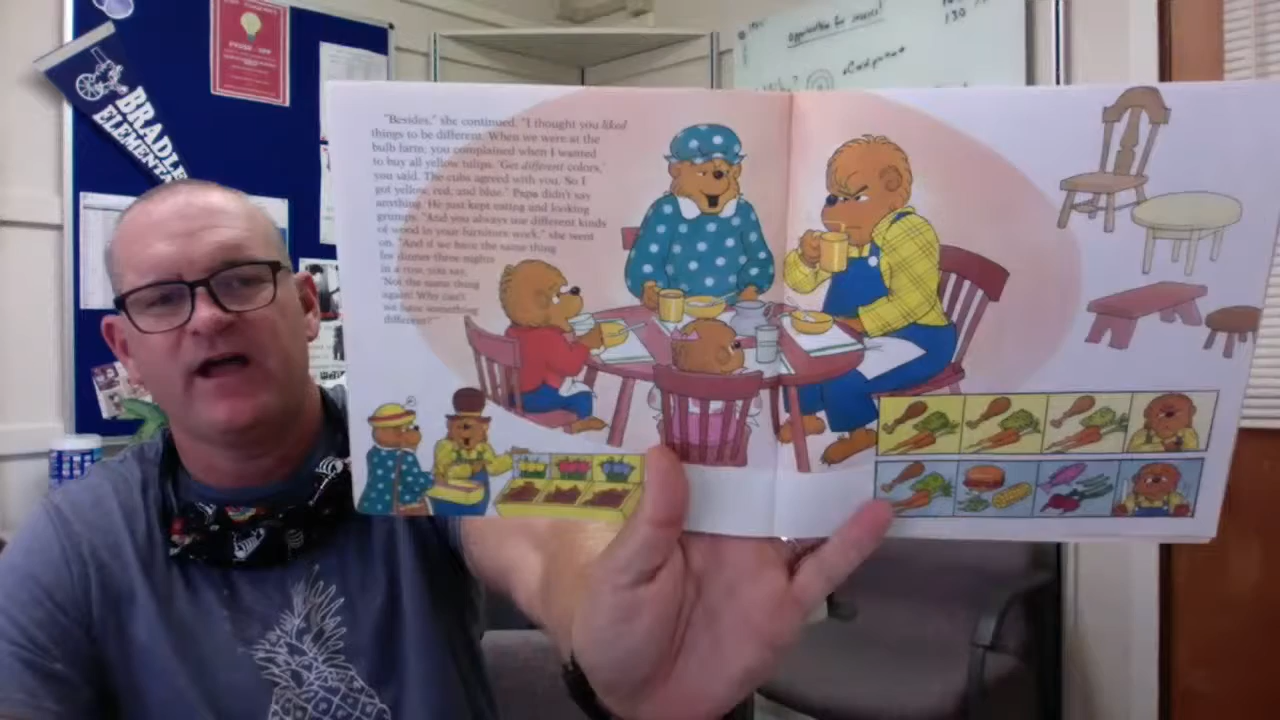 BRADLE
ELEMENTA
Opportunities for success!
130
"Besides," she continued, "I thought you liked
things to be different. When we were at the
bulb farm, you complained when I wanted
to buy all yellow tulips. 'Get different colors,'
you said. The cubs agreed with you. So I
got yellow, red, and blue." Papa didn't say
anything. He just kept eating and looking
grumpy. "And you always use different kinds
of wood in your furniture work," she went
on. "And if we have the same thing
for dinner three nights
in a row, you say,
'Not the same thing
again! Why can't
we have something
different?'"